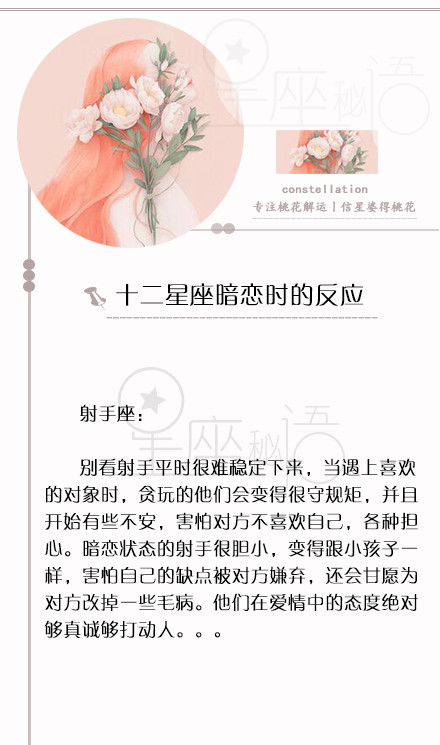 星座秘语
constellation
专注桃花解运丨信星婆得桃花
十二星座暗恋时的反应
星座秘语
射手座：
别看射手平时很难稳定下来，当遇上喜欢
的对象时，贪玩的他们会变得很守规矩，并且
开始有些不安，害怕对方不喜欢自己，各种担
心。暗恋状态的射手很胆小，变得跟小孩子一
样，害怕自己的缺点被对方嫌弃，还会甘愿为
对方改掉一些毛病。他们在爱情中的态度绝对
够真诚够打动人。。。